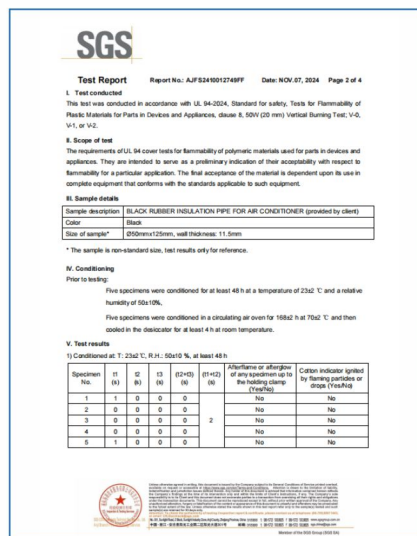 SGS
Test Report Report No.: AJFS2410012749FF Date: NOV.07, 2024 Page 2 of 4
I. Test conducted
This test was conducted in accordance with UL 94-2024, Standard for safety, Tests for Flammability of
Plastic Materials for Parts in Devices and Appliances, clause 8, 50W (20 mm) Vertical Burning Test; V-0,
V-1, or V-2.
II. Scope of test
The requirements of UL 94 cover tests for flammability of polymeric materials used for parts in devices and
appliances. They are intended to serve as a preliminary indication of their acceptability with respect to
flammability for a particular application. The final acceptance of the material is dependent upon its use in
complete equipment that conforms with the standards applicable to such equipment.
III. Sample details
Sample description BLACK RUBBER INSULATION PIPE FOR AIR CONDITIONER (provided by client)
Color Black
Size of sample* Ø50mmx125mm, wall thickness: 11.5mm
* The sample is non-standard size, test results only for reference.
IV. Conditioning
Prior to testing:
Five specimens were conditioned for at least 48 h at a temperature of 23±2 ℃ and a relative
humidity of 50±10%,
Five specimens were conditioned in a circulating air oven for 168±2 h at 70±2 ℃ and then
cooled in the desiccator for at least 4 h at room temperature.
V. Test results
1) Conditioned at: T: 23±2 ℃, R.H.: 50±10 %, at least 48 h
Specimen No. t1 (s) t2 (s) t3 (s) (t2+t3) (s) (t1+t2) (s) Afterflame or afterglow of any specimen up to the holding clamp (Yes/No) Cotton indicator ignited by flaming particles or drops (Yes/No)
1 1 0 0 0 2 No No
2 0 0 0 0 No No
3 0 0 0 0 No No
4 0 0 0 0 No No
5 1 0 0 0 No No
Member of the SGS Group (SGS SA)